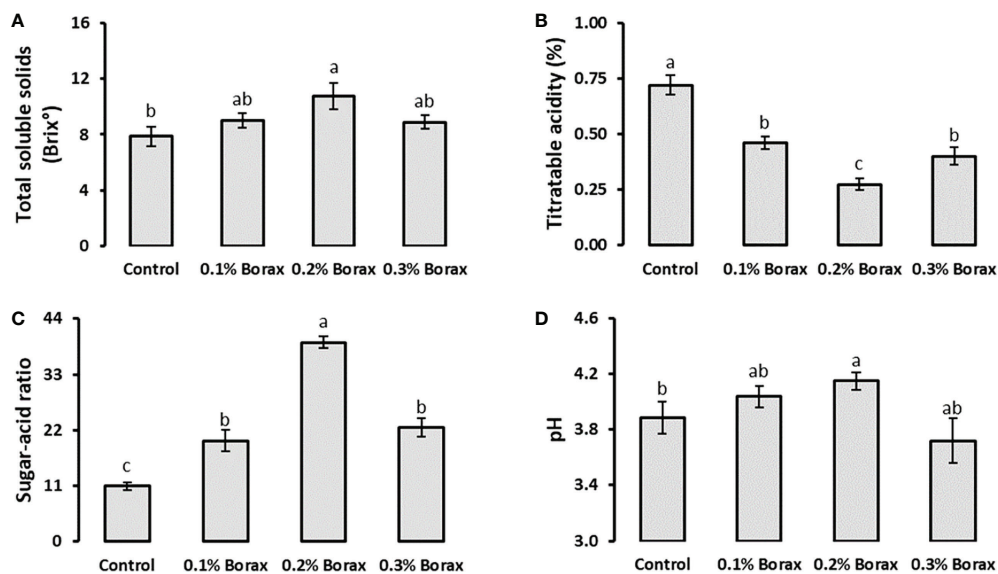 A
Total soluble solids
(Brix°)
16
12
8
4
0
b
ab
a
ab
Control
0.1% Borax
0.2% Borax
0.3% Borax
B
Titratable acidity (%)
1.00
0.75
0.50
0.25
0.00
a
b
c
b
Control
0.1% Borax
0.2% Borax
0.3% Borax
C
Sugar-acid ratio
44
33
22
11
0
c
b
a
b
Control
0.1% Borax
0.2% Borax
0.3% Borax
D
pH
4.6
4.2
3.8
3.4
3.0
b
ab
a
ab
Control
0.1% Borax
0.2% Borax
0.3% Borax